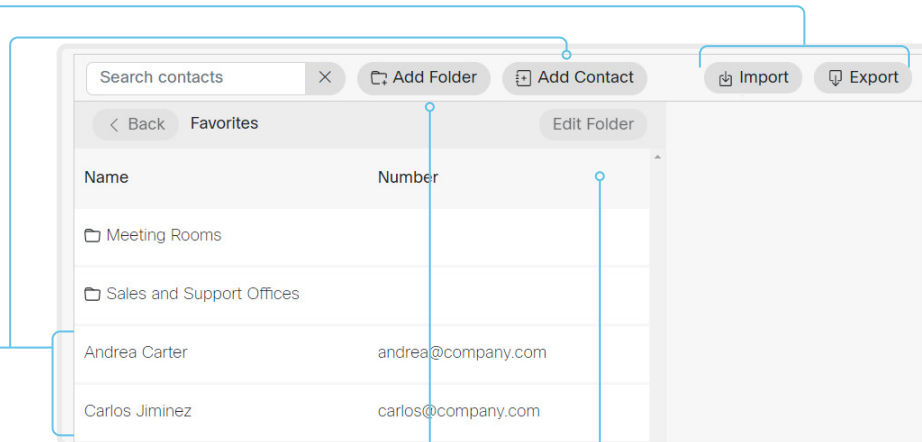 Search contacts Add Folder Add Contact Import Export
Back Favorites Edit Folder
Name Number
Meeting Rooms
Sales and Support Offices
Andrea Carter andrea@company.com
Carlos Jiminez carlos@company.com